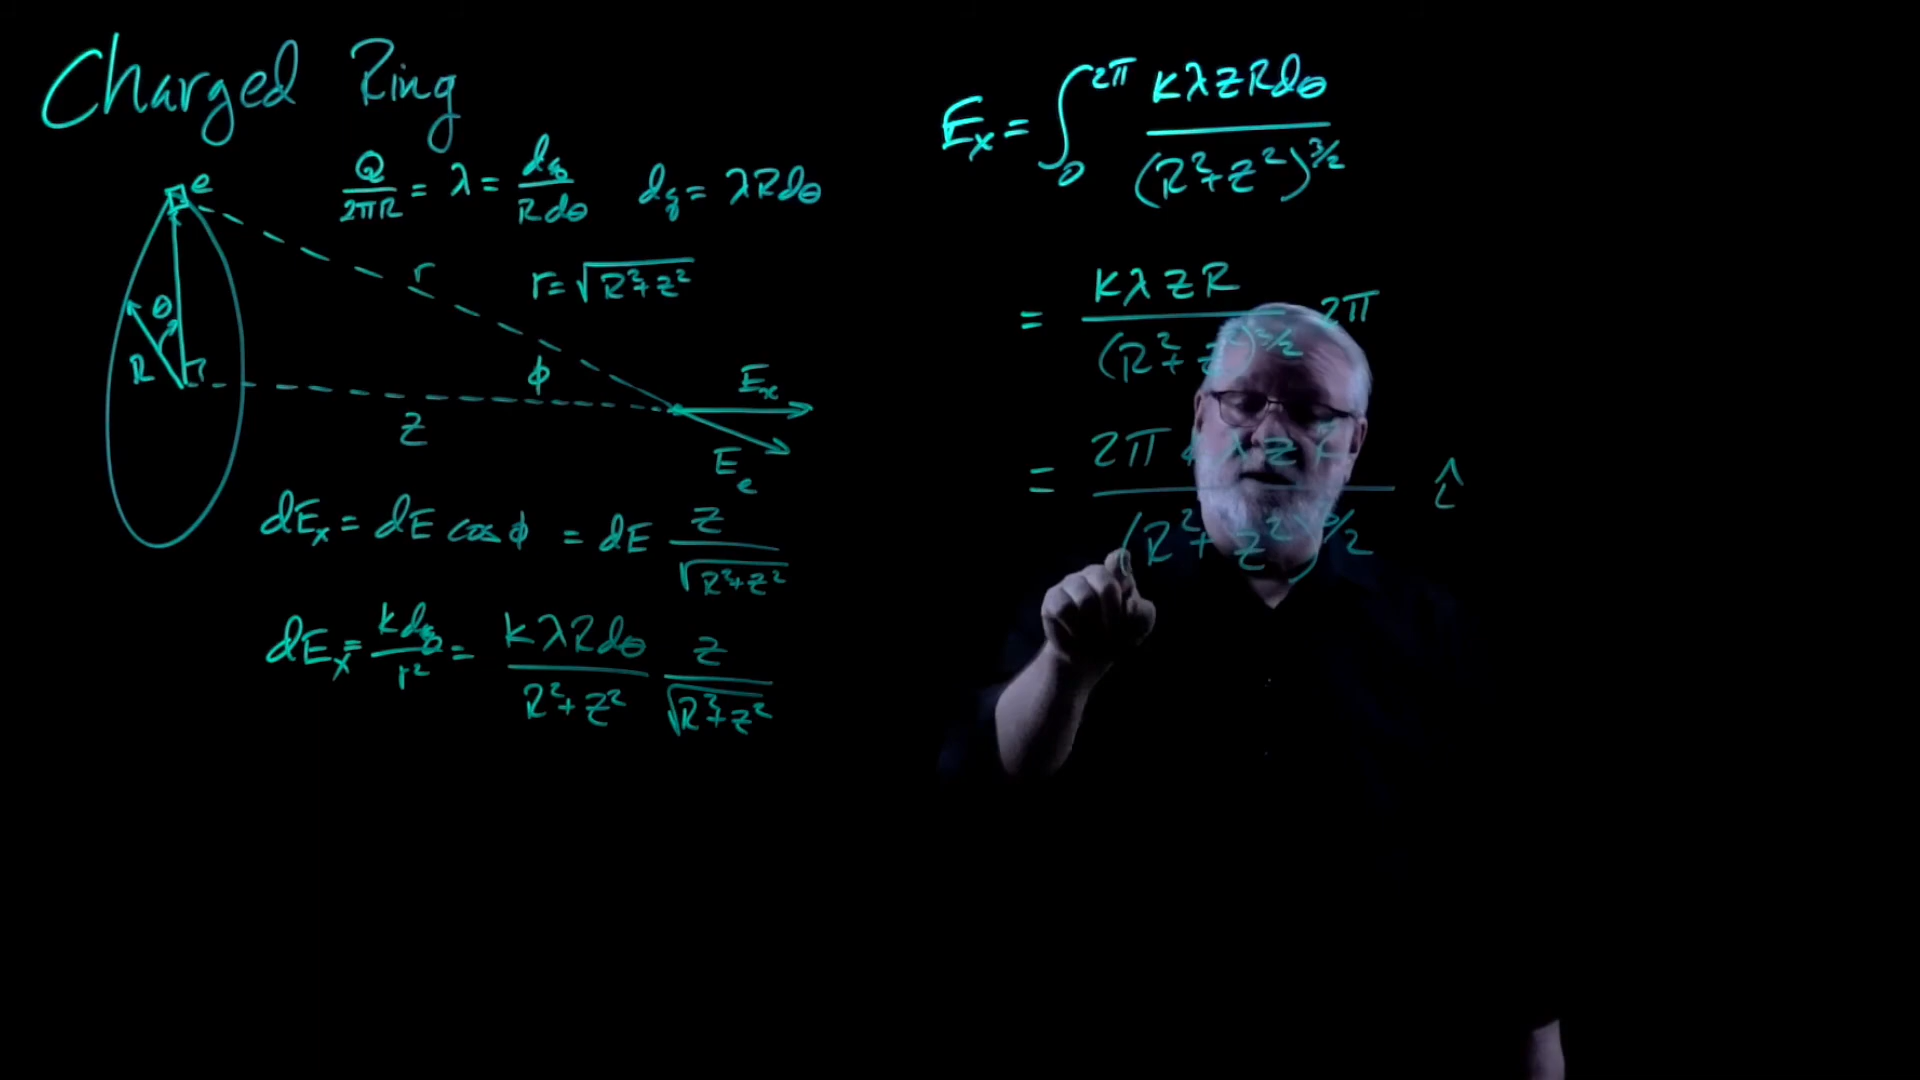 Charged Ring
e
Q/2πR = λ = dq/Rdθ dq = λRdθ
r
r = √R²+z²
θ
R
φ
z
Eₓ
Eₑ
dEₓ = dE cos φ = dE z/√R²+z²
dEₓ = kdq/r² = kλRdθ/R²+z² z/√R²+z²
Eₓ = ∫₀^2π kλzRdθ/(R²+z²)^3/2
= kλzR/(R²+z²)^3/2 2π
= 2πkλzR/(R²+z²)^3/2 î